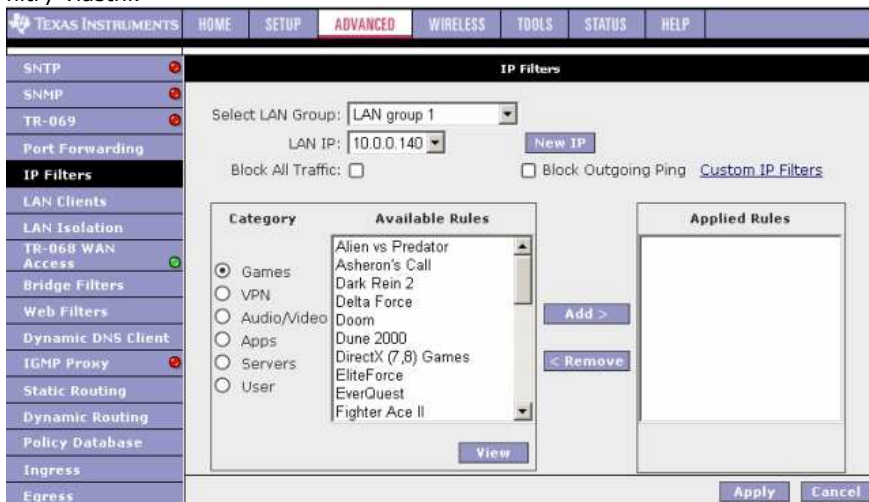 TEXAS INSTRUMENTS
HOME SETUP ADVANCED WIRELESS TOOLS STATUS HELP
SNTP
SNMP
TR-069
Port Forwarding
IP Filters
LAN Clients
LAN Isolation
TR-068 WAN
Access
Bridge Filters
Web Filters
Dynamic DNS Client
IGMP Proxy
Static Routing
Dynamic Routing
Policy Database
Ingress
Egress
IP Filters
Select LAN Group: LAN group 1
LAN IP: 10.0.0.140 New IP
Block All Traffic: Block Outgoing Ping Custom IP Filters
Category
Games
VPN
Audio/Video
Apps
Servers
User
Available Rules
Alien vs Predator
Asheron's Call
Dark Rein 2
Delta Force
Doom
Dune 2000
DirectX (7,8) Games
EliteForce
EverQuest
Fighter Ace II
View
Add >
< Remove
Applied Rules
Apply Cancel